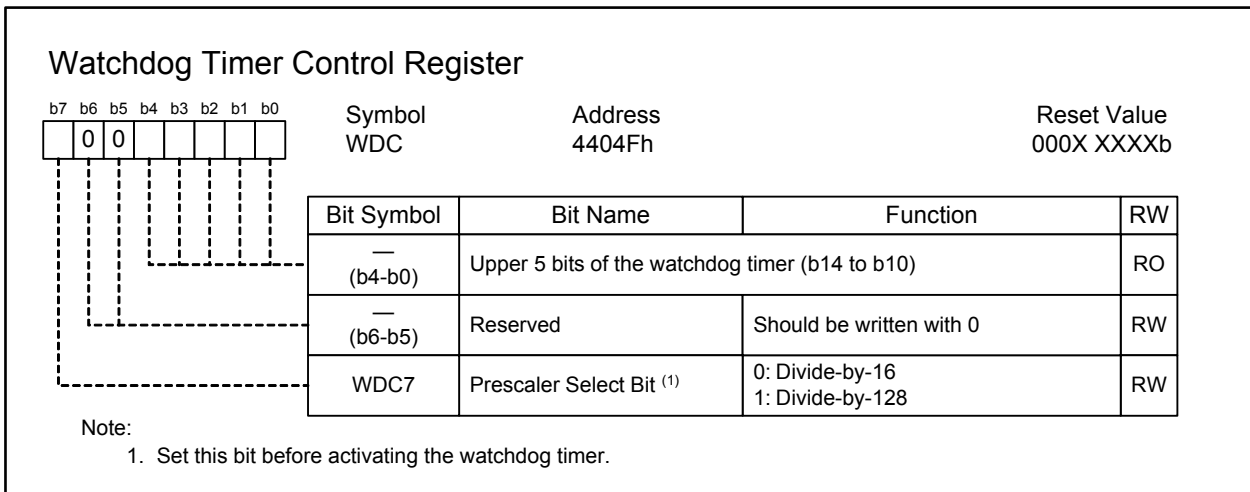 Watchdog Timer Control Register
b7 b6 b5 b4 b3 b2 b1 b0
0 0
Symbol Address Reset Value
WDC 4404Fh 000X XXXXb
Bit Symbol Bit Name Function RW
—
(b4-b0) Upper 5 bits of the watchdog timer (b14 to b10) RO
—
(b6-b5) Reserved Should be written with 0 RW
WDC7 Prescaler Select Bit (1) 0: Divide-by-16
1: Divide-by-128 RW
Note:
1. Set this bit before activating the watchdog timer.